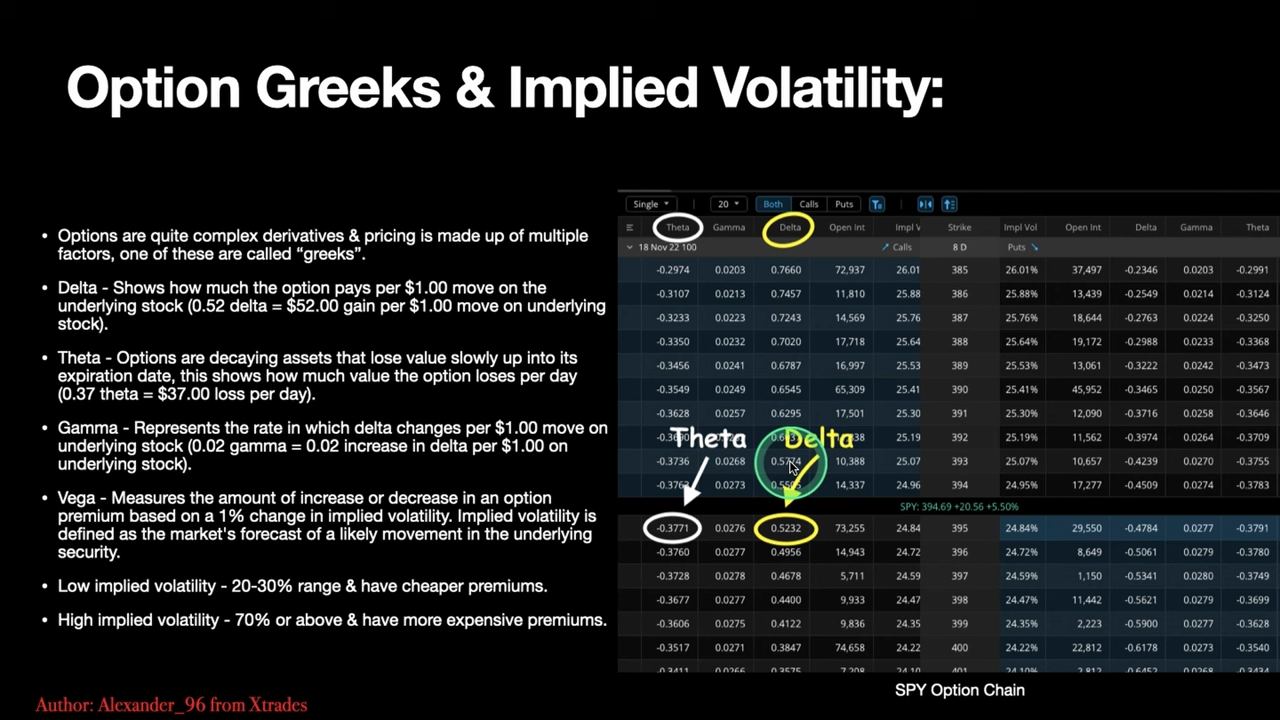 Option Greeks & Implied Volatility:
• Options are quite complex derivatives & pricing is made up of multiple
factors, one of these are called “greeks”.
• Delta - Shows how much the option pays per $1.00 move on the
underlying stock (0.52 delta = $52.00 gain per $1.00 move on underlying
stock).
• Theta - Options are decaying assets that lose value slowly up into its
expiration date, this shows how much value the option loses per day
(0.37 theta = $37.00 loss per day).
• Gamma - Represents the rate in which delta changes per $1.00 move on
underlying stock (0.02 gamma = 0.02 increase in delta per $1.00 on
underlying stock).
• Vega - Measures the amount of increase or decrease in an option
premium based on a 1% change in implied volatility. Implied volatility is
defined as the market's forecast of a likely movement in the underlying
security.
• Low implied volatility - 20-30% range & have cheaper premiums.
• High implied volatility - 70% or above & have more expensive premiums.
Author: Alexander_96 from Xtrades
Single 20 Both Calls Puts
Theta Gamma Delta Open Int Impl V Strike Impl Vol Open Int Delta Gamma Theta
18 Nov 22 100 Calls 8 D Puts
-0.2974 0.0203 0.7660 72,937 26.01 385 26.01% 37,497 -0.2346 0.0203 -0.2991
-0.3107 0.0213 0.7457 11,810 25.88 386 25.88% 13,439 -0.2549 0.0214 -0.3124
-0.3233 0.0223 0.7243 14,569 25.76 387 25.76% 18,644 -0.2763 0.0224 -0.3250
-0.3350 0.0232 0.7020 17,718 25.64 388 25.64% 19,172 -0.2988 0.0233 -0.3368
-0.3456 0.0241 0.6787 16,997 25.53 389 25.53% 13,061 -0.3222 0.0242 -0.3473
-0.3549 0.0249 0.6545 65,309 25.41 390 25.41% 45,952 -0.3465 0.0250 -0.3567
-0.3628 0.0257 0.6295 17,501 25.30 391 25.30% 12,090 -0.3716 0.0258 -0.3646
Theta Delta
25.19 392 25.19% 11,562 -0.3974 0.0264 -0.3709
-0.3736 0.0268 0.5774 10,388 25.07 393 25.07% 10,657 -0.4239 0.0270 -0.3755
0.0273 14,337 24.96 394 24.95% 14,977 -0.4509 0.0274 -0.3783
SPY: 394.69 +20.56 +5.50%
-0.3771 0.0276 0.5232 73,255 24.84 395 24.84% 29,550 -0.4784 0.0277 -0.3791
-0.3760 0.0277 0.4956 14,943 24.72 396 24.72% 8,649 -0.5061 0.0279 -0.3780
-0.3728 0.0278 0.4678 5,711 24.59 397 24.59% 1,150 -0.5341 0.0280 -0.3749
-0.3677 0.0277 0.4400 9,933 24.47 398 24.47% 11,442 -0.5621 0.0279 -0.3699
-0.3606 0.0275 0.4122 9,836 24.35 399 24.35% 2,223 -0.5900 0.0277 -0.3628
-0.3517 0.0271 0.3847 74,658 24.22 400 24.22% 22,812 -0.6178 0.0273 -0.3540
SPY Option Chain